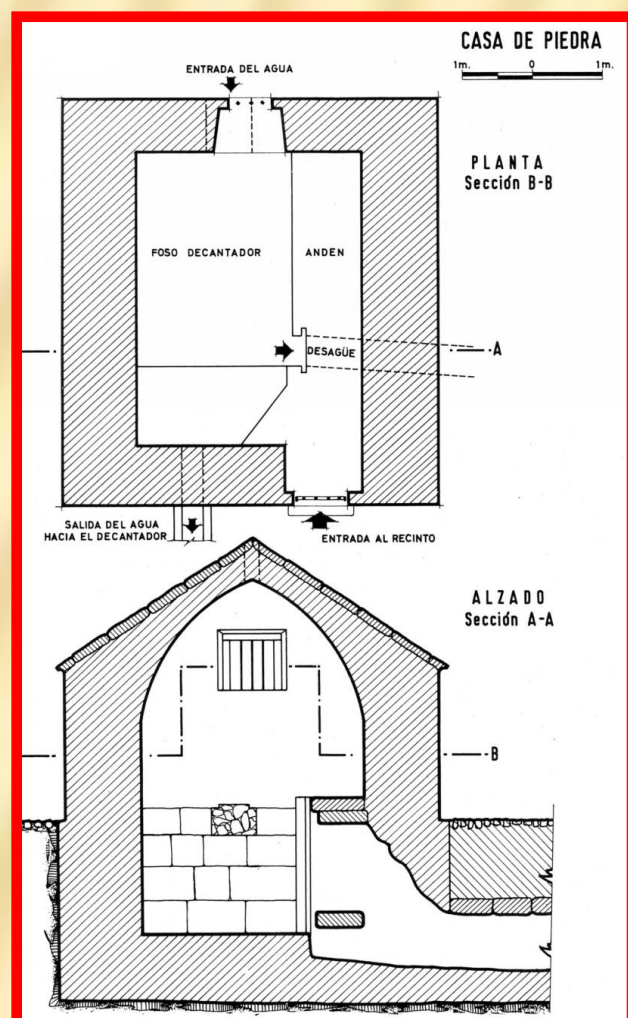 CASA DE PIEDRA
1m. 0 1m.
ENTRADA DEL AGUA
PLANTA
Sección B-B
FOSO DECANTADOR
ANDEN
DESAGÜE
A
SALIDA DEL AGUA
HACIA EL DECANTADOR
ENTRADA AL RECINTO
ALZADO
Sección A-A
B